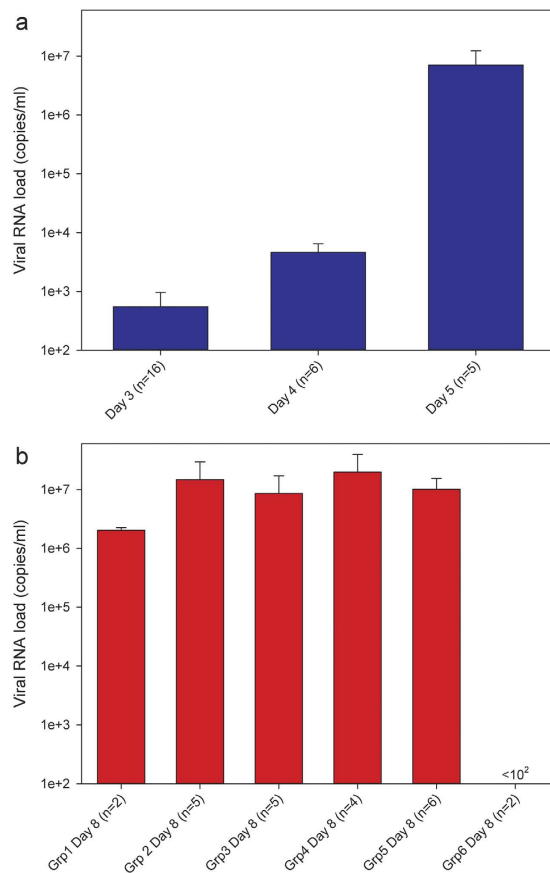 a
Viral RNA load (copies/ml)
1e+7
1e+6
1e+5
1e+4
1e+3
1e+2
Day 3 (n=16)
Day 4 (n=6)
Day 5 (n=5)
b
Viral RNA load (copies/ml)
1e+7
1e+6
1e+5
1e+4
1e+3
1e+2
<10²
Grp1 Day 8 (n=2)
Grp 2 Day 8 (n=5)
Grp3 Day 8 (n=5)
Grp4 Day 8 (n=4)
Grp5 Day 8 (n=6)
Grp6 Day 8 (n=2)